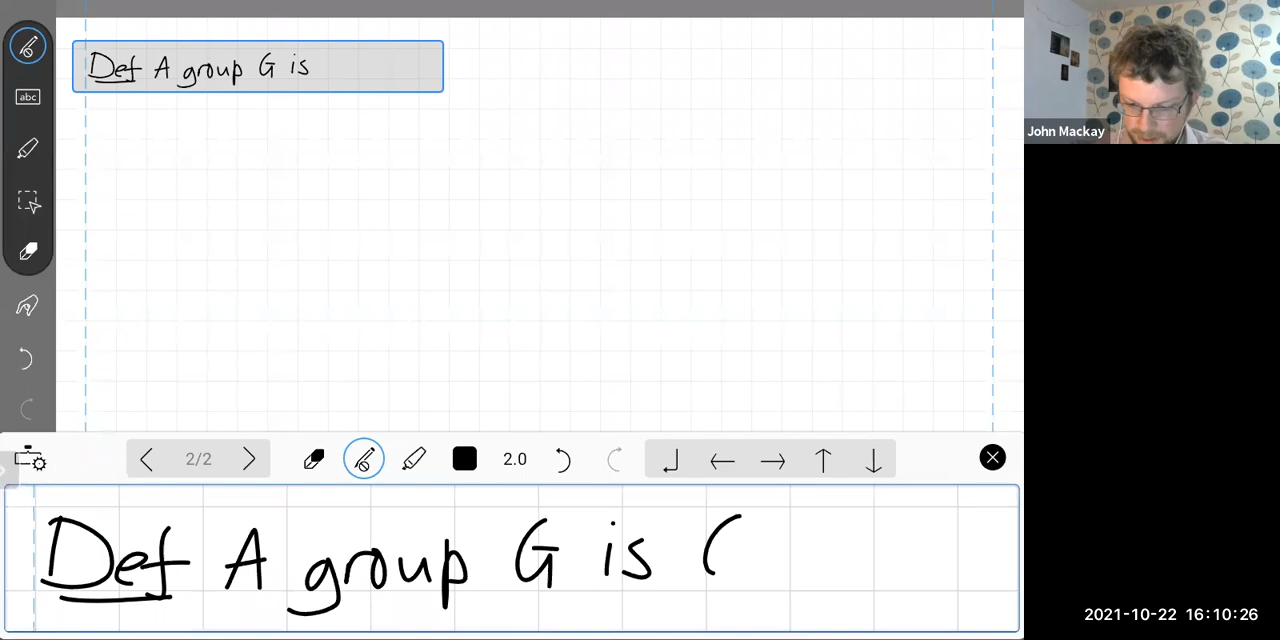 Def A group G is
John Mackay
abc
2/2
2.0
Def A group G is (
2021-10-22 16:10:26